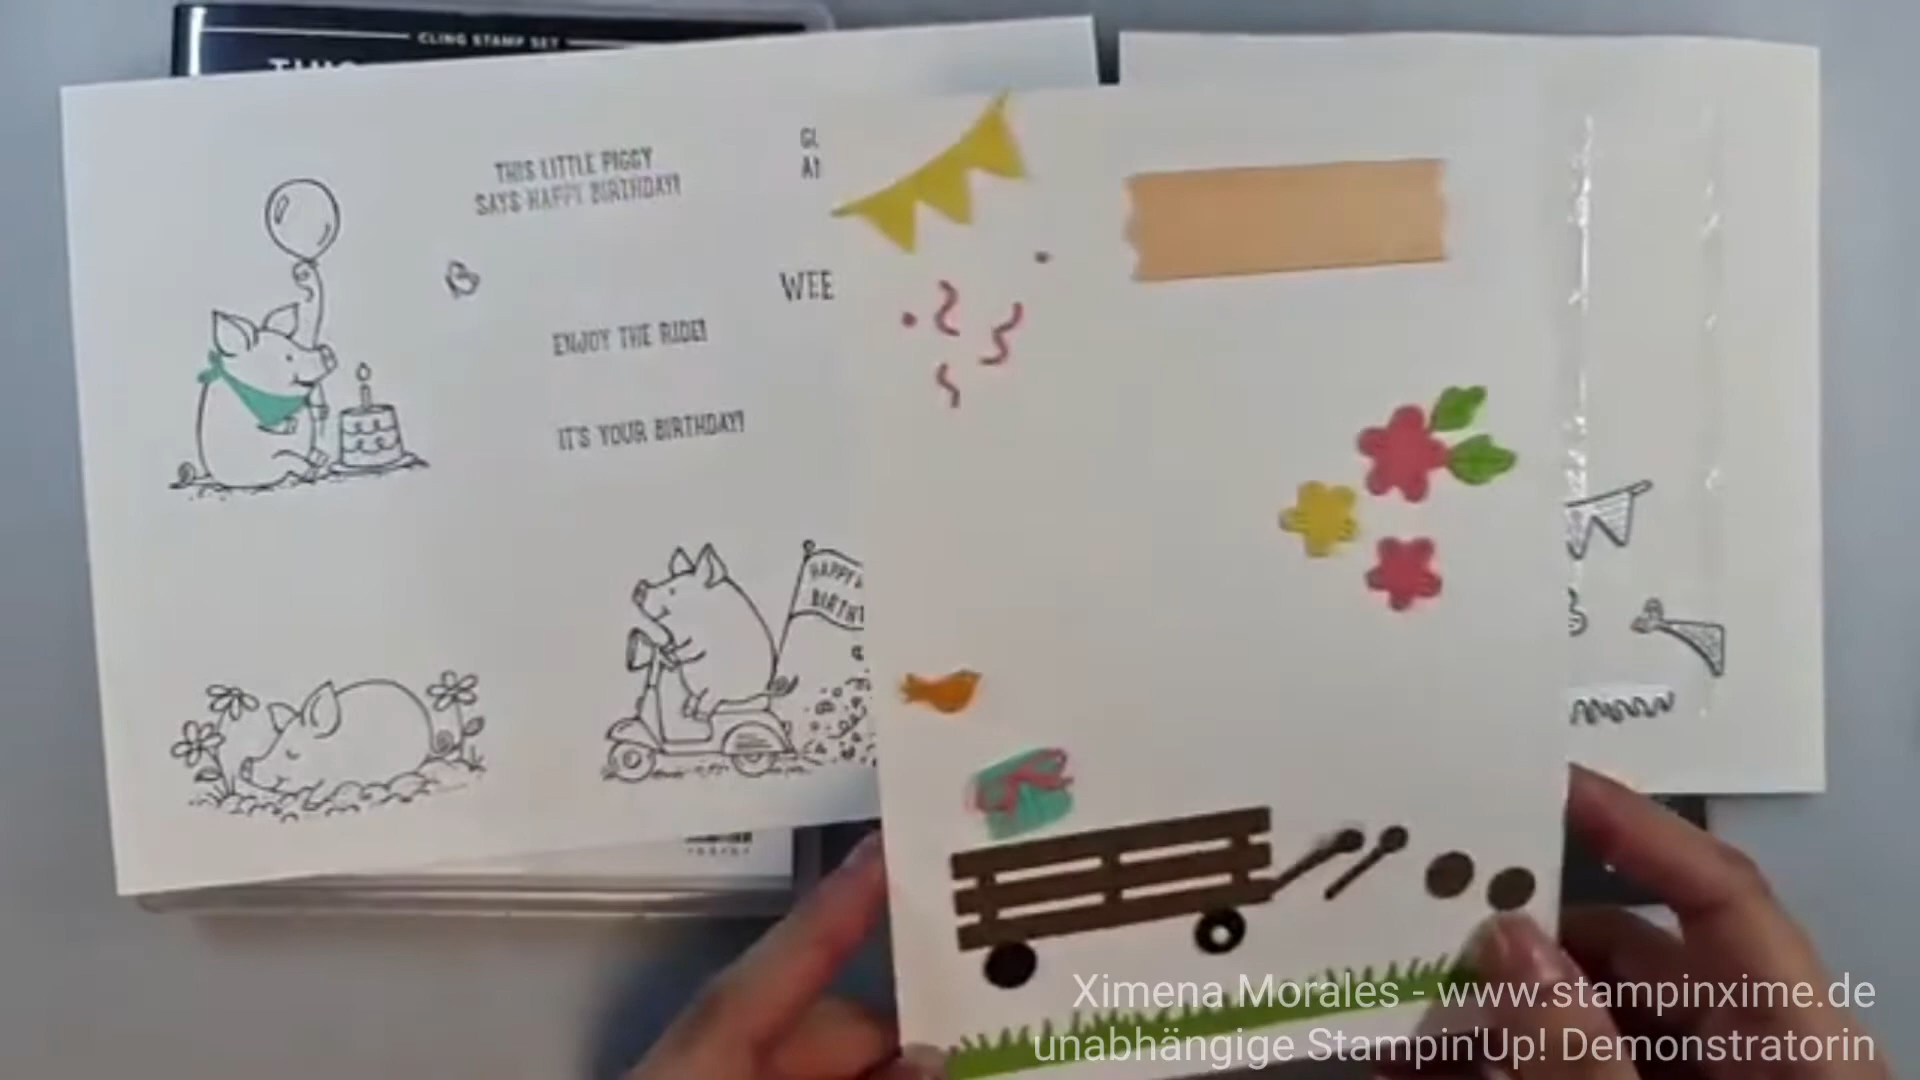 CLING STAMP SET
THIS LITTLE PIGGY
SAYS HAPPY BIRTHDAY!
WEE
ENJOY THE RIDE!
IT'S YOUR BIRTHDAY!
HAPPY
Ximena Morales - www.stampinxime.de
unabhängige Stampin'Up! Demonstratorin